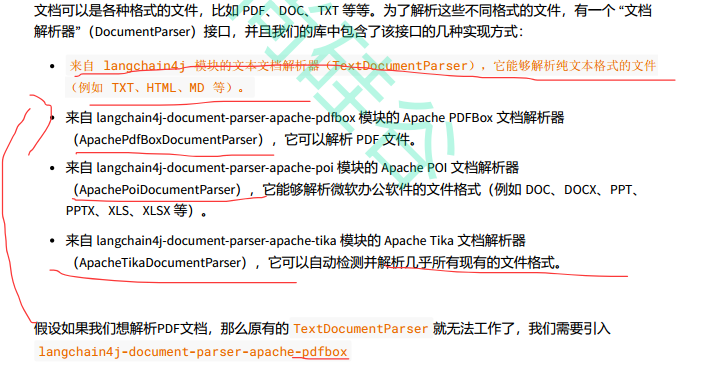 文档可以是各种格式的文件，比如 PDF、DOC、TXT 等等。为了解析这些不同格式的文件，有一个 “文档
解析器”（DocumentParser）接口，并且我们的库中包含了该接口的几种实现方式：
• 来自 langchain4j 模块的文本文档解析器（TextDocumentParser），它能够解析纯文本格式的文件
（例如 TXT、HTML、MD 等）。
• 来自 langchain4j-document-parser-apache-pdfbox 模块的 Apache PDFBox 文档解析器
（ApachePdfBoxDocumentParser），它可以解析 PDF 文件。
• 来自 langchain4j-document-parser-apache-poi 模块的 Apache POI 文档解析器
（ApachePoiDocumentParser），它能够解析微软办公软件的文件格式（例如 DOC、DOCX、PPT、
PPTX、XLS、XLSX 等）。
• 来自 langchain4j-document-parser-apache-tika 模块的 Apache Tika 文档解析器
（ApacheTikaDocumentParser），它可以自动检测并解析几乎所有现有的文件格式。
假设如果我们想解析PDF文档，那么原有的 TextDocumentParser 就无法工作了，我们需要引入
langchain4j-document-parser-apache-pdfbox
尚硅谷